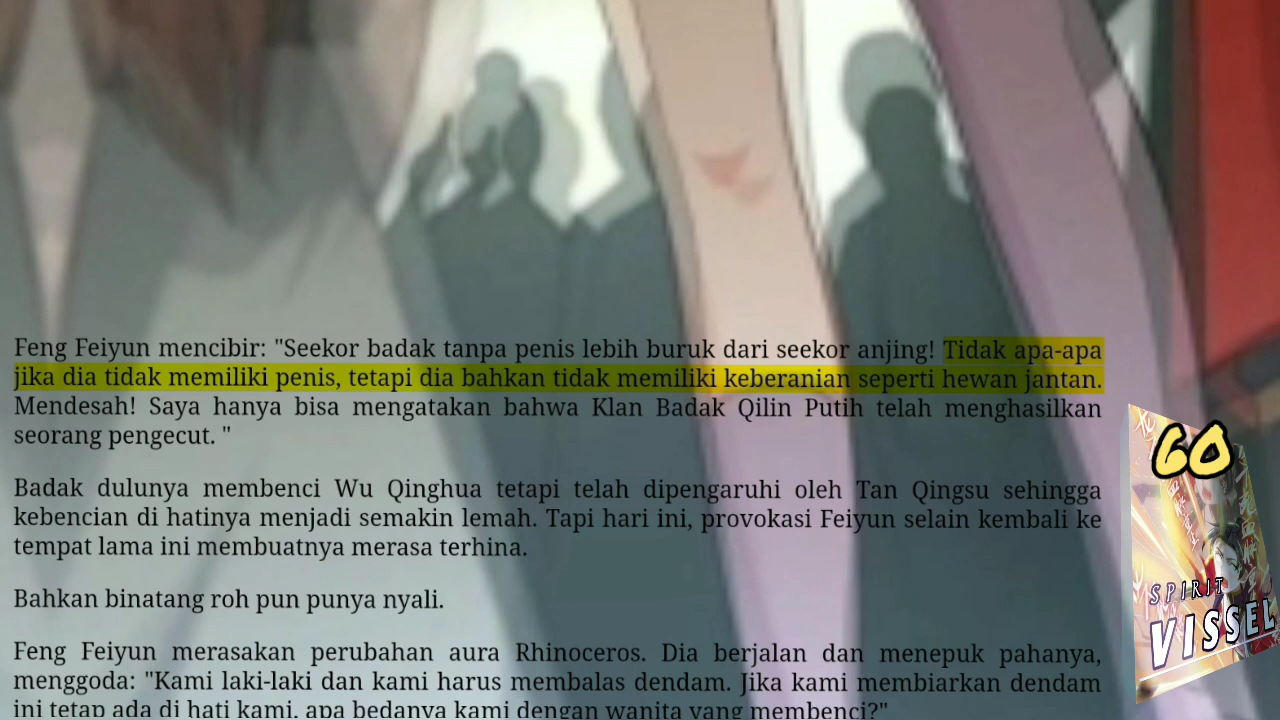 Feng Feiyun mencibir: "Seekor badak tanpa penis lebih buruk dari seekor anjing! Tidak apa-apa
jika dia tidak memiliki penis, tetapi dia bahkan tidak memiliki keberanian seperti hewan jantan.
Mendesah! Saya hanya bisa mengatakan bahwa Klan Badak Qilin Putih telah menghasilkan
seorang pengecut. "
Badak dulunya membenci Wu Qinghua tetapi telah dipengaruhi oleh Tan Qingsu sehingga
kebencian di hatinya menjadi semakin lemah. Tapi hari ini, provokasi Feiyun selain kembali ke
tempat lama ini membuatnya merasa terhina.
Bahkan binatang roh pun punya nyali.
Feng Feiyun merasakan perubahan aura Rhinoceros. Dia berjalan dan menepuk pahanya,
menggoda: "Kami laki-laki dan kami harus membalas dendam. Jika kami membiarkan dendam
ini tetap ada di hati kami, apa bedanya kami dengan wanita yang membenci?"
60
SPIRIT
VISSEL